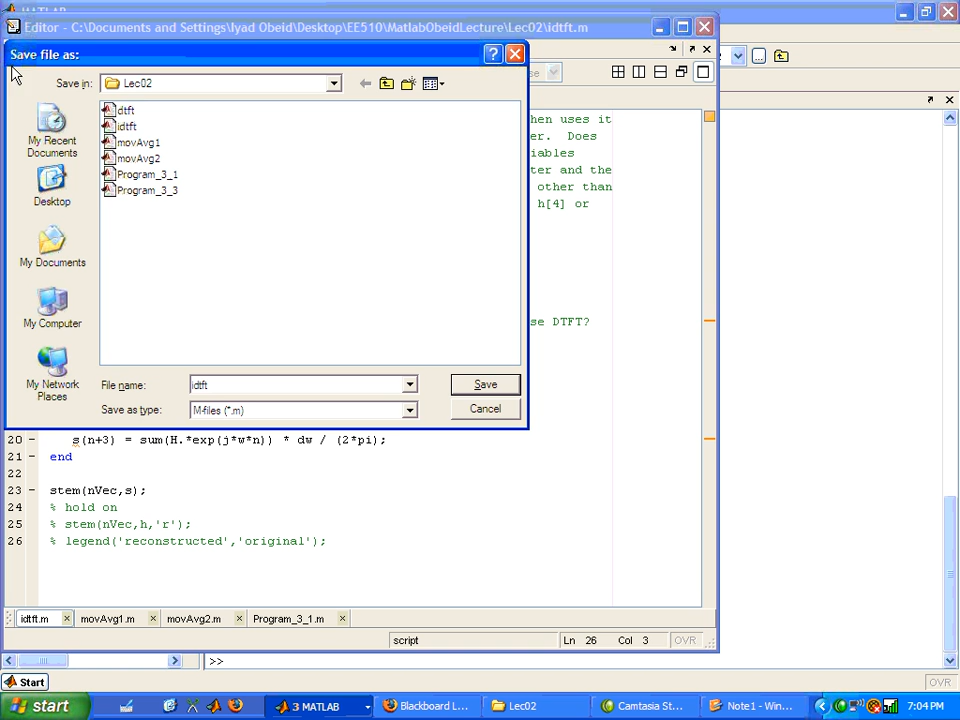 MATLAB
Editor - C:\Documents and Settings\Iyad Obeid\Desktop\EE510\MatlabObeidLecture\Lec02\idtft.m
Save file as:
Save in: Lec02
My Recent Documents
Desktop
My Documents
My Computer
My Network Places
dtft
idtft
movAvg1
movAvg2
Program_3_1
Program_3_3
File name: idtft Save
Save as type: M-files (*.m) Cancel
hen uses it
er. Does
iables
ter and the
other than
h[4] or
se DTFT?
20 - s(n+3) = sum(H.*exp(j*w*n)) * dw / (2*pi);
21 - end
22
23 - stem(nVec,s);
24 % hold on
25 % stem(nVec,h,'r');
26 % legend('reconstructed','original');
idtft.m movAvg1.m movAvg2.m Program_3_1.m
script Ln 26 Col 3 OVR
>>
Start OVR
start 3 MATLAB Blackboard L... Lec02 Camtasia St... Note1 - Win... 7:04 PM